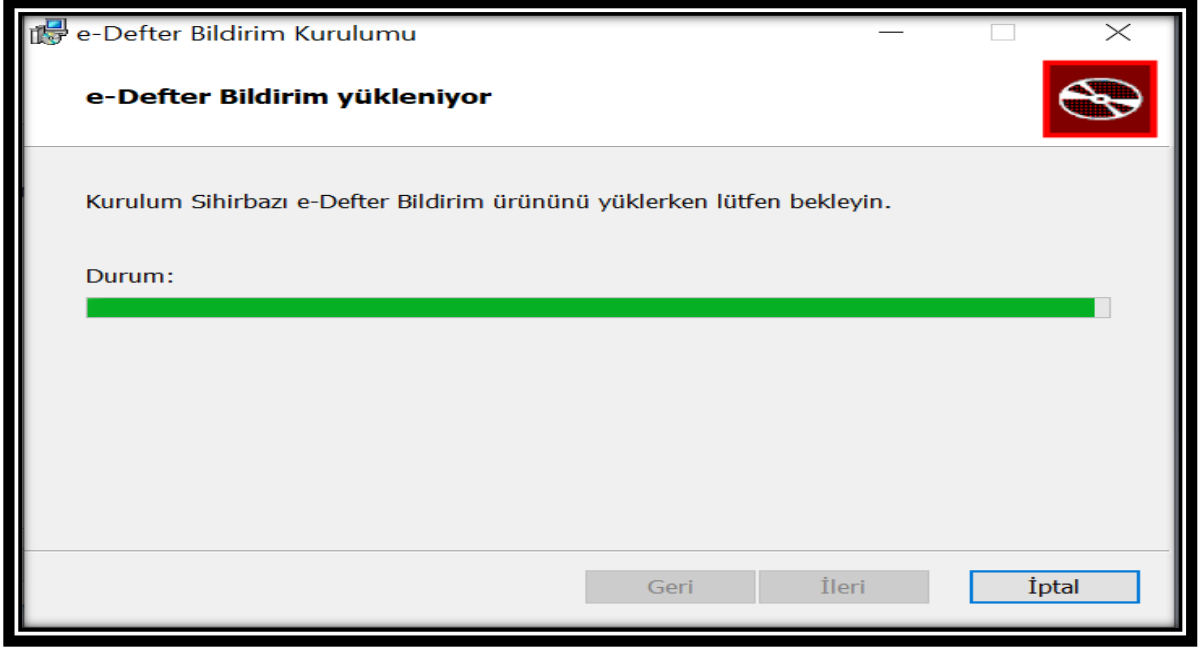 e-Defter Bildirim Kurulumu
e-Defter Bildirim yükleniyor
Kurulum Sihirbazı e-Defter Bildirim ürününü yüklerken lütfen bekleyin.
Durum:
Geri
İleri
İptal